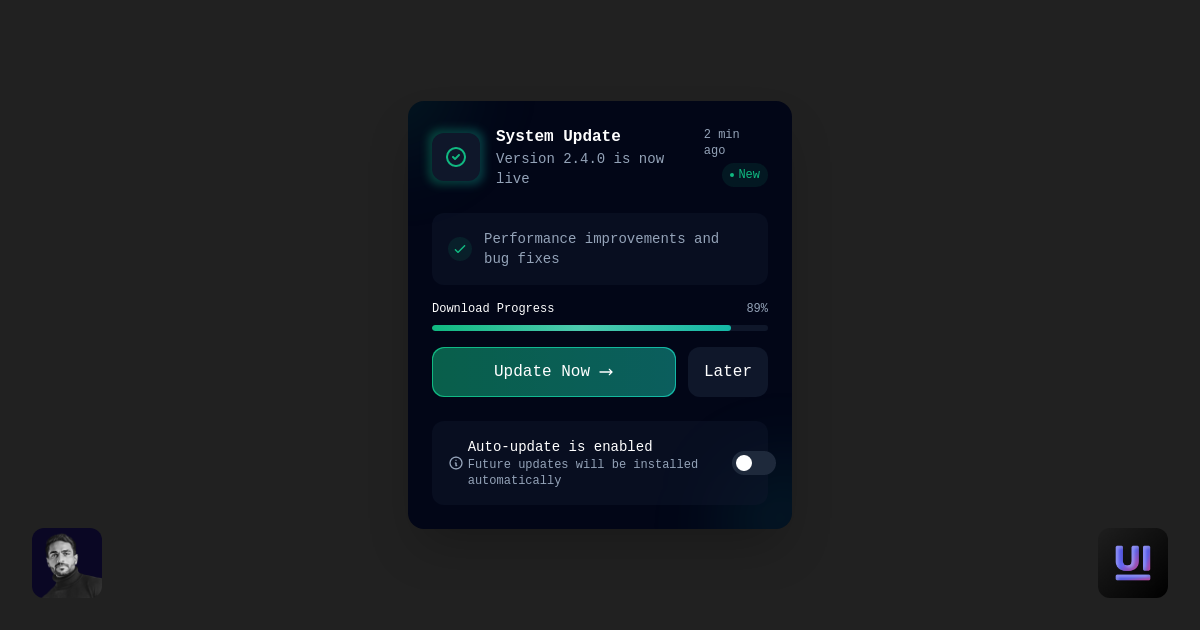 System Update
Version 2.4.0 is now
live
2 min
ago
New
Performance improvements and
bug fixes
Download Progress
89%
Update Now →
Later
Auto-update is enabled
Future updates will be installed
automatically
UI